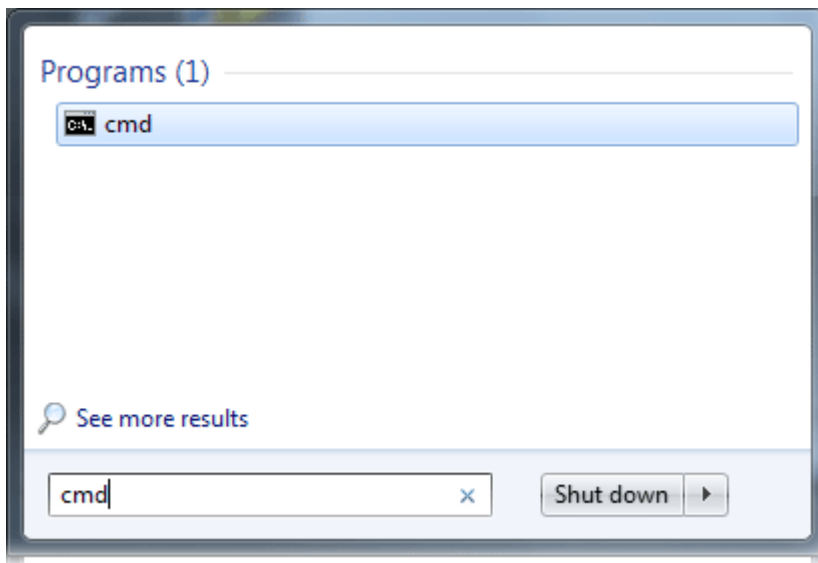 Programs (1)
C:\.
cmd
See more results
cmd
Shut down